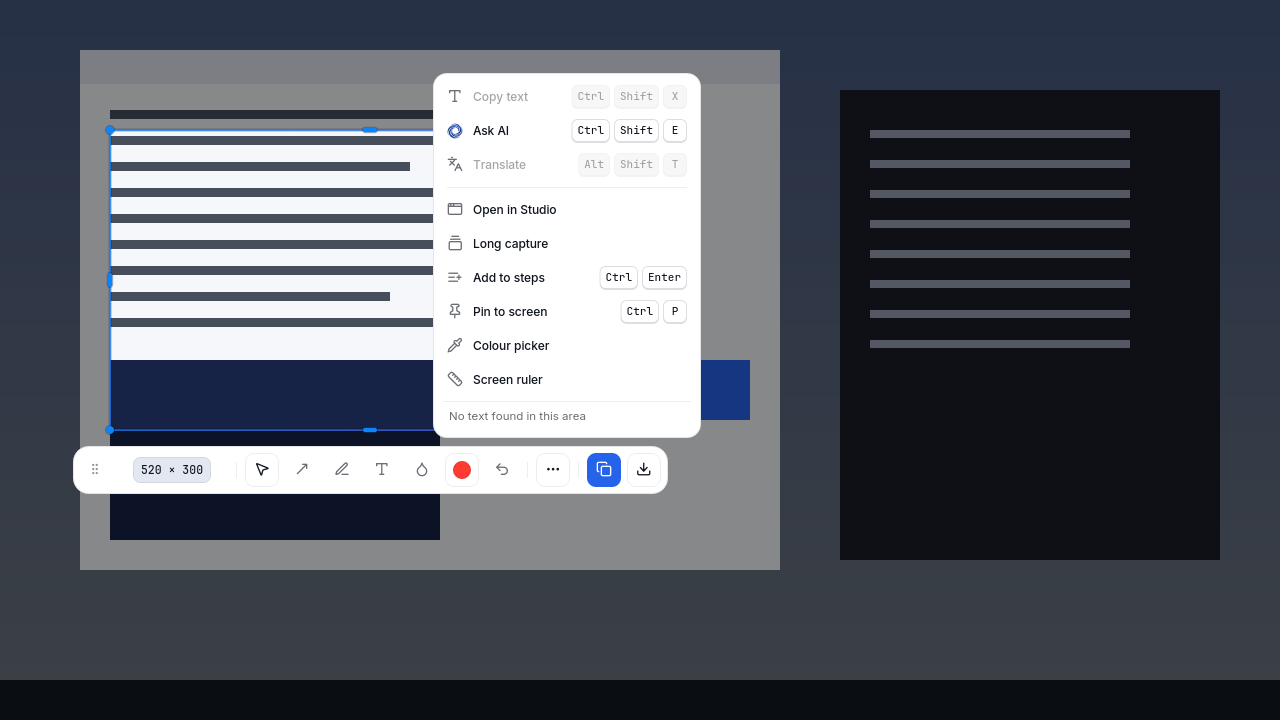 Copy text Ctrl Shift X
Ask AI Ctrl Shift E
Translate Alt Shift T
Open in Studio
Long capture
Add to steps Ctrl Enter
Pin to screen Ctrl P
Colour picker
Screen ruler
No text found in this area
520 × 300